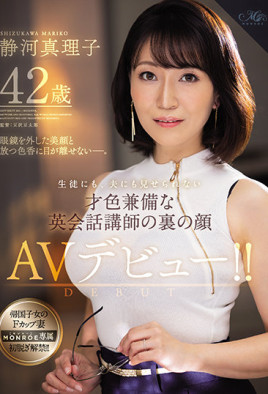 SHIZUKAWA MARIKO
静河真理子
42歳
眼鏡を外した美顔と
放つ色香に目が離せない―。
生徒にも、夫にも見せられない
才色兼備な
英会話講師の裏の顔
AVデビュー!!
DEBUT
帰国子女の
Fカップ妻
MONROE専属
初脱ぎ解禁!!